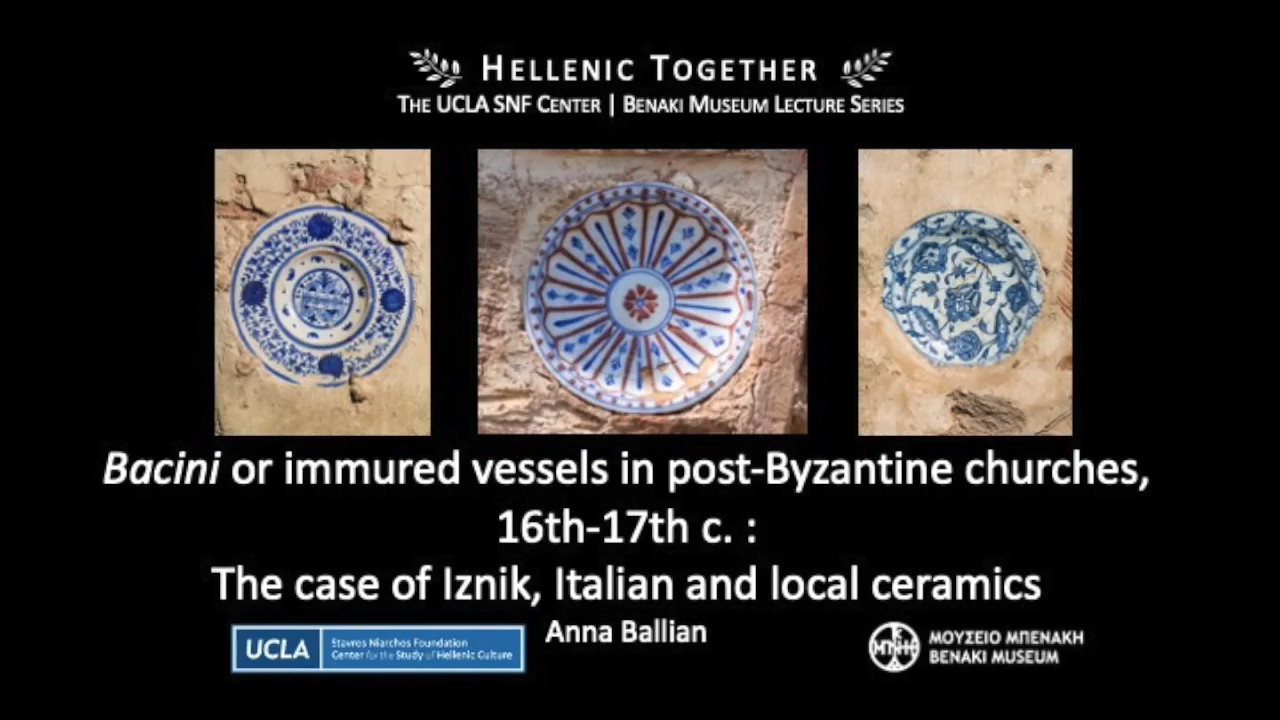 HELLENIC TOGETHER
THE UCLA SNF CENTER | BENAKI MUSEUM LECTURE SERIES
Bacini or immured vessels in post-Byzantine churches,
16th-17th c. :
The case of Iznik, Italian and local ceramics
Anna Ballian
UCLA
Stavros Niarchos Foundation
Center for the Study of Hellenic Culture
ΜΟΥΣΕΙΟ ΜΠΕΝΑΚΗ
BENAKI MUSEUM